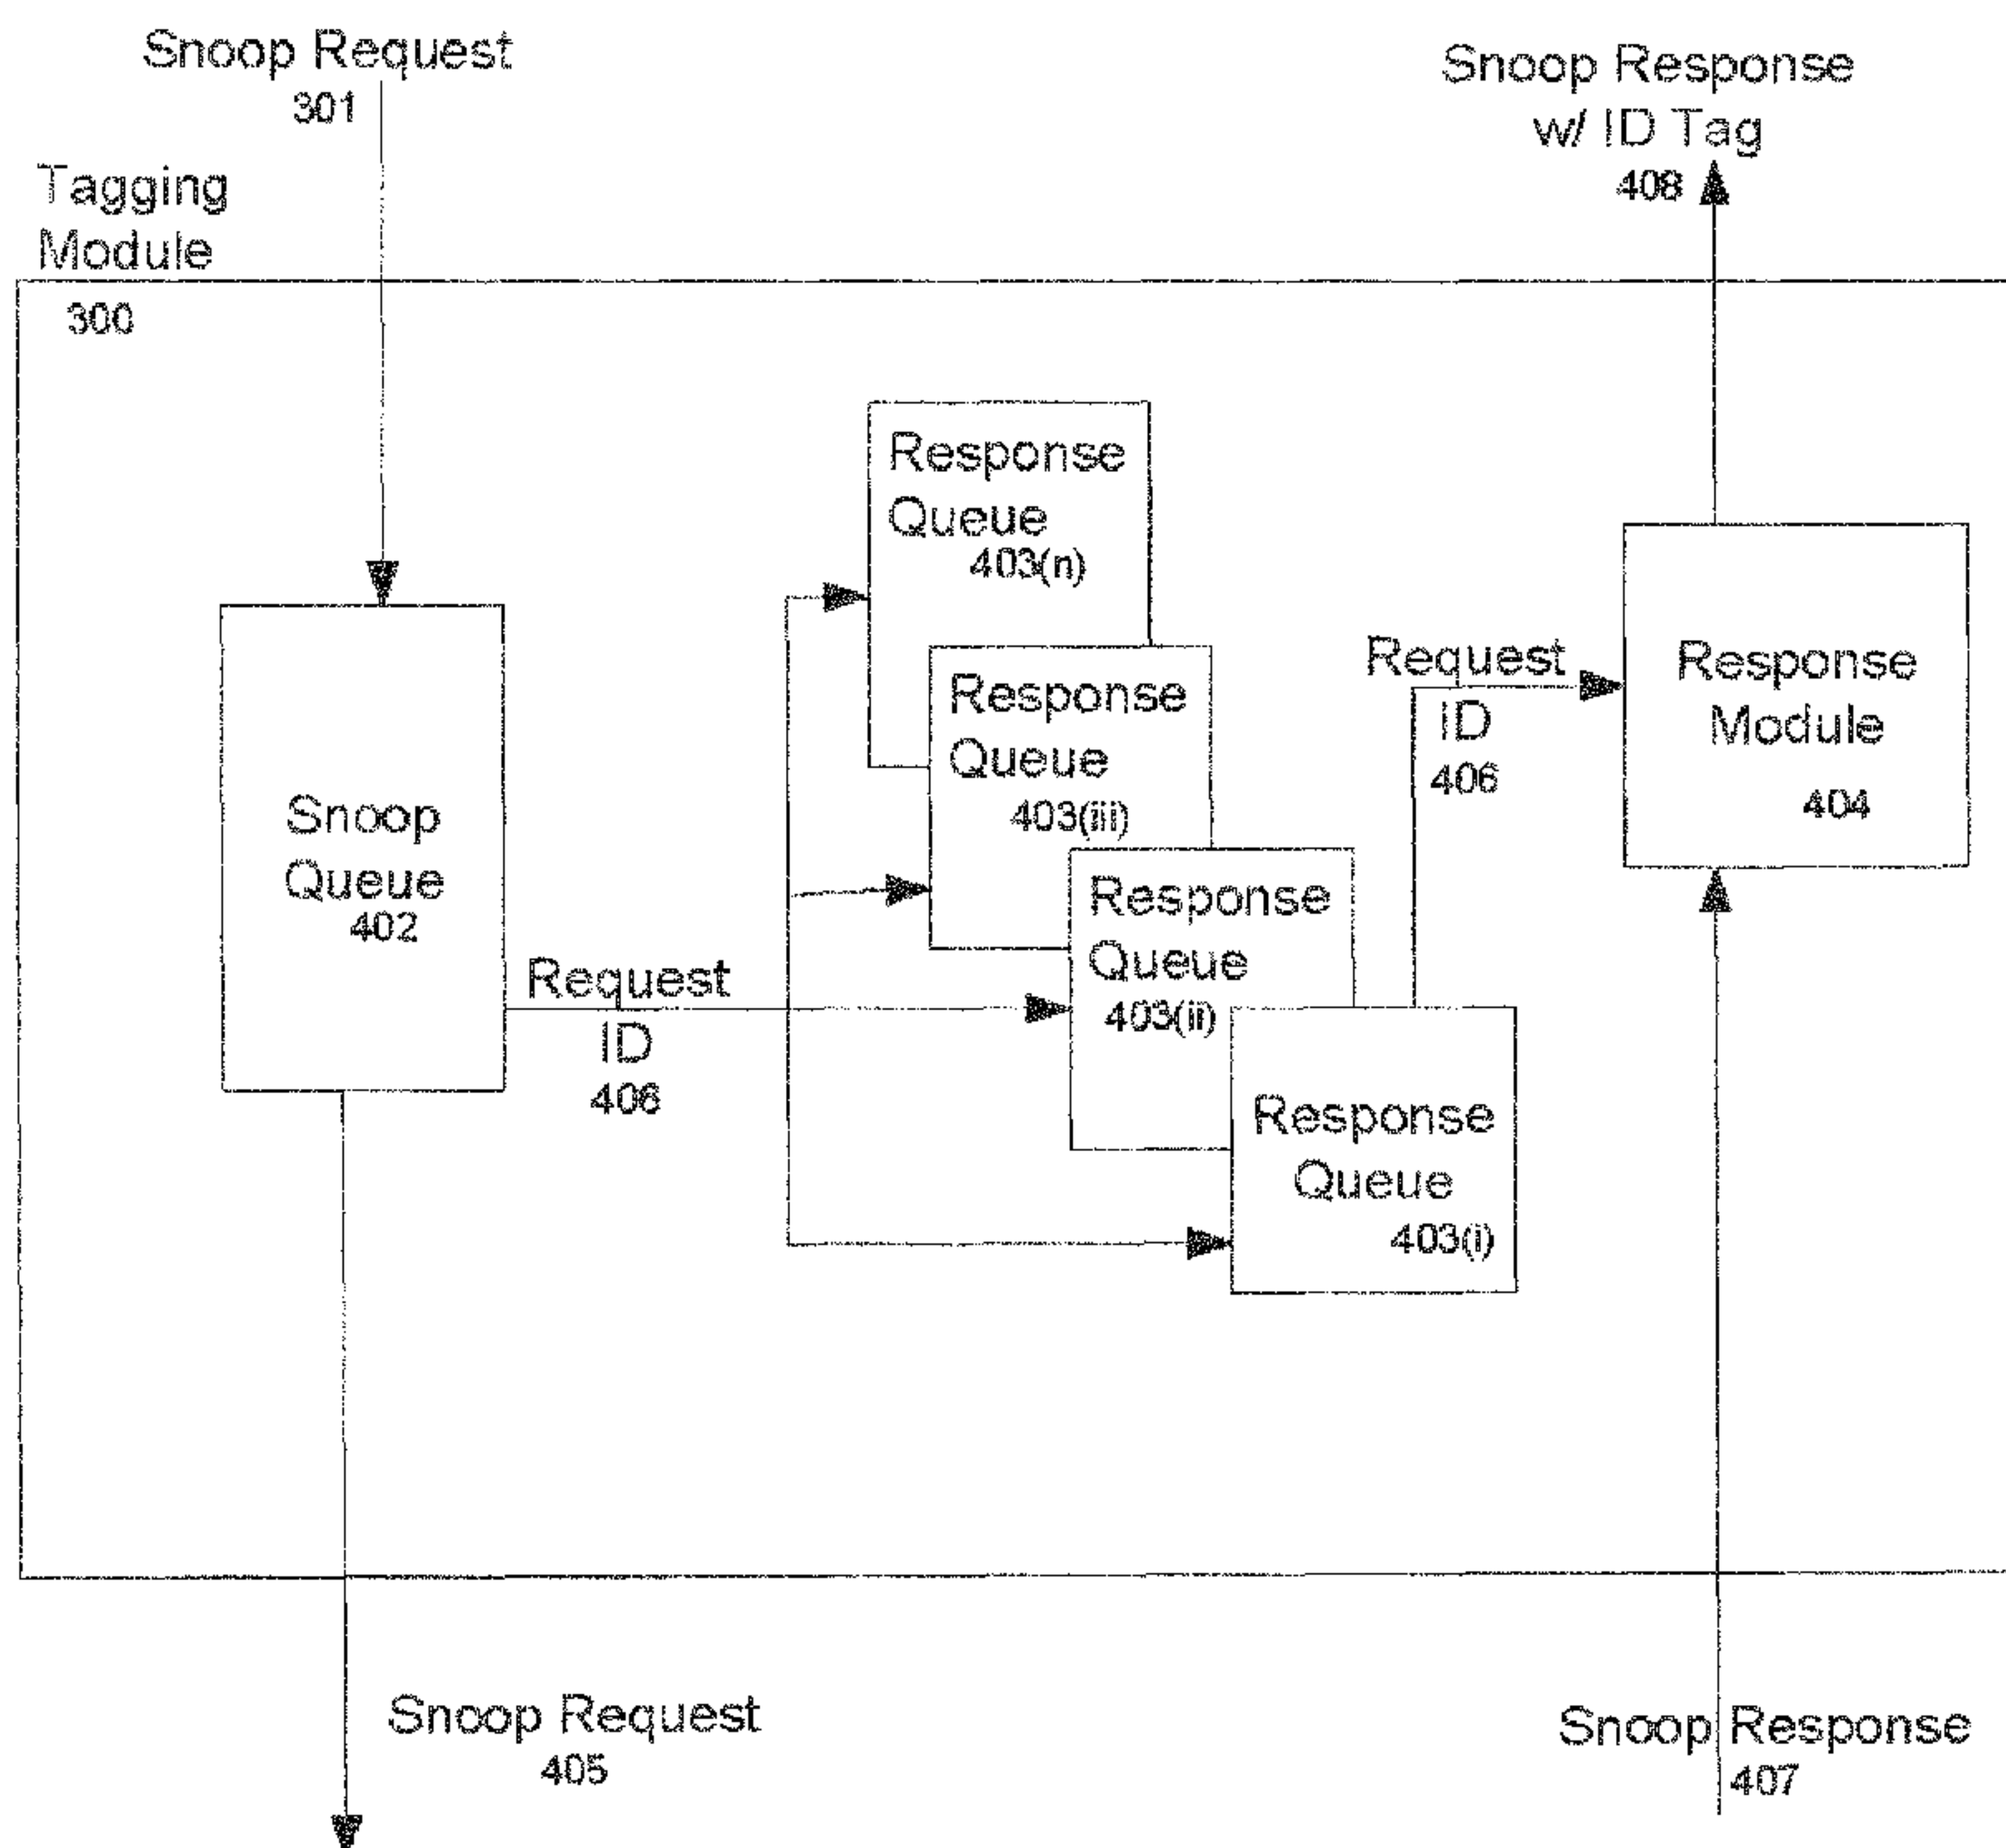 Snoop Request
301
Snoop Response
w/ ID Tag
408
Tagging
Module
300
Response
Queue
403(n)
Response
Queue
403(iii)
Response
Queue
403(ii)
Response
Queue
403(i)
Snoop
Queue
402
Request
ID
406
Request
ID
406
Response
Module
404
Snoop Request
405
Snoop Response
407